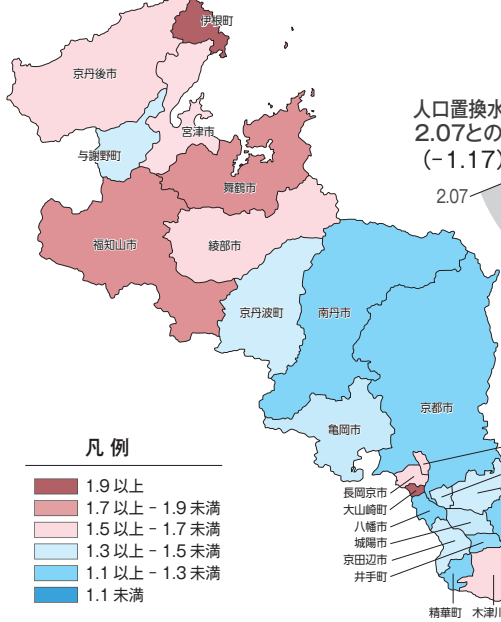 伊根町
京丹後市
宮津市
与謝野町
人口置換水
2.07との
(-1.17)
2.07
舞鶴市
福知山市
綾部市
京丹波町
南丹市
京都市
亀岡市
長岡京市
大山崎町
八幡市
城陽市
京田辺市
井手町
精華町 木津川
凡例
1.9以上
1.7以上 - 1.9未満
1.5以上 - 1.7未満
1.3以上 - 1.5未満
1.1以上 - 1.3未満
1.1未満